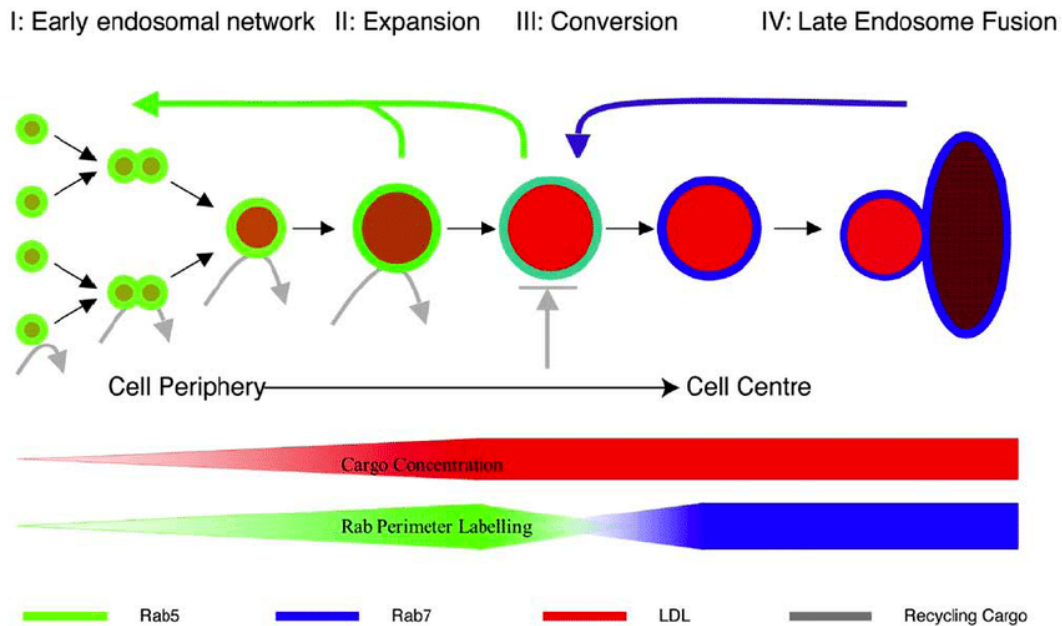 I: Early endosomal network II: Expansion III: Conversion IV: Late Endosome Fusion
Cell Periphery Cell Centre
Cargo Concentration
Rab Perimeter Labelling
Rab5 Rab7 LDL Recycling Cargo